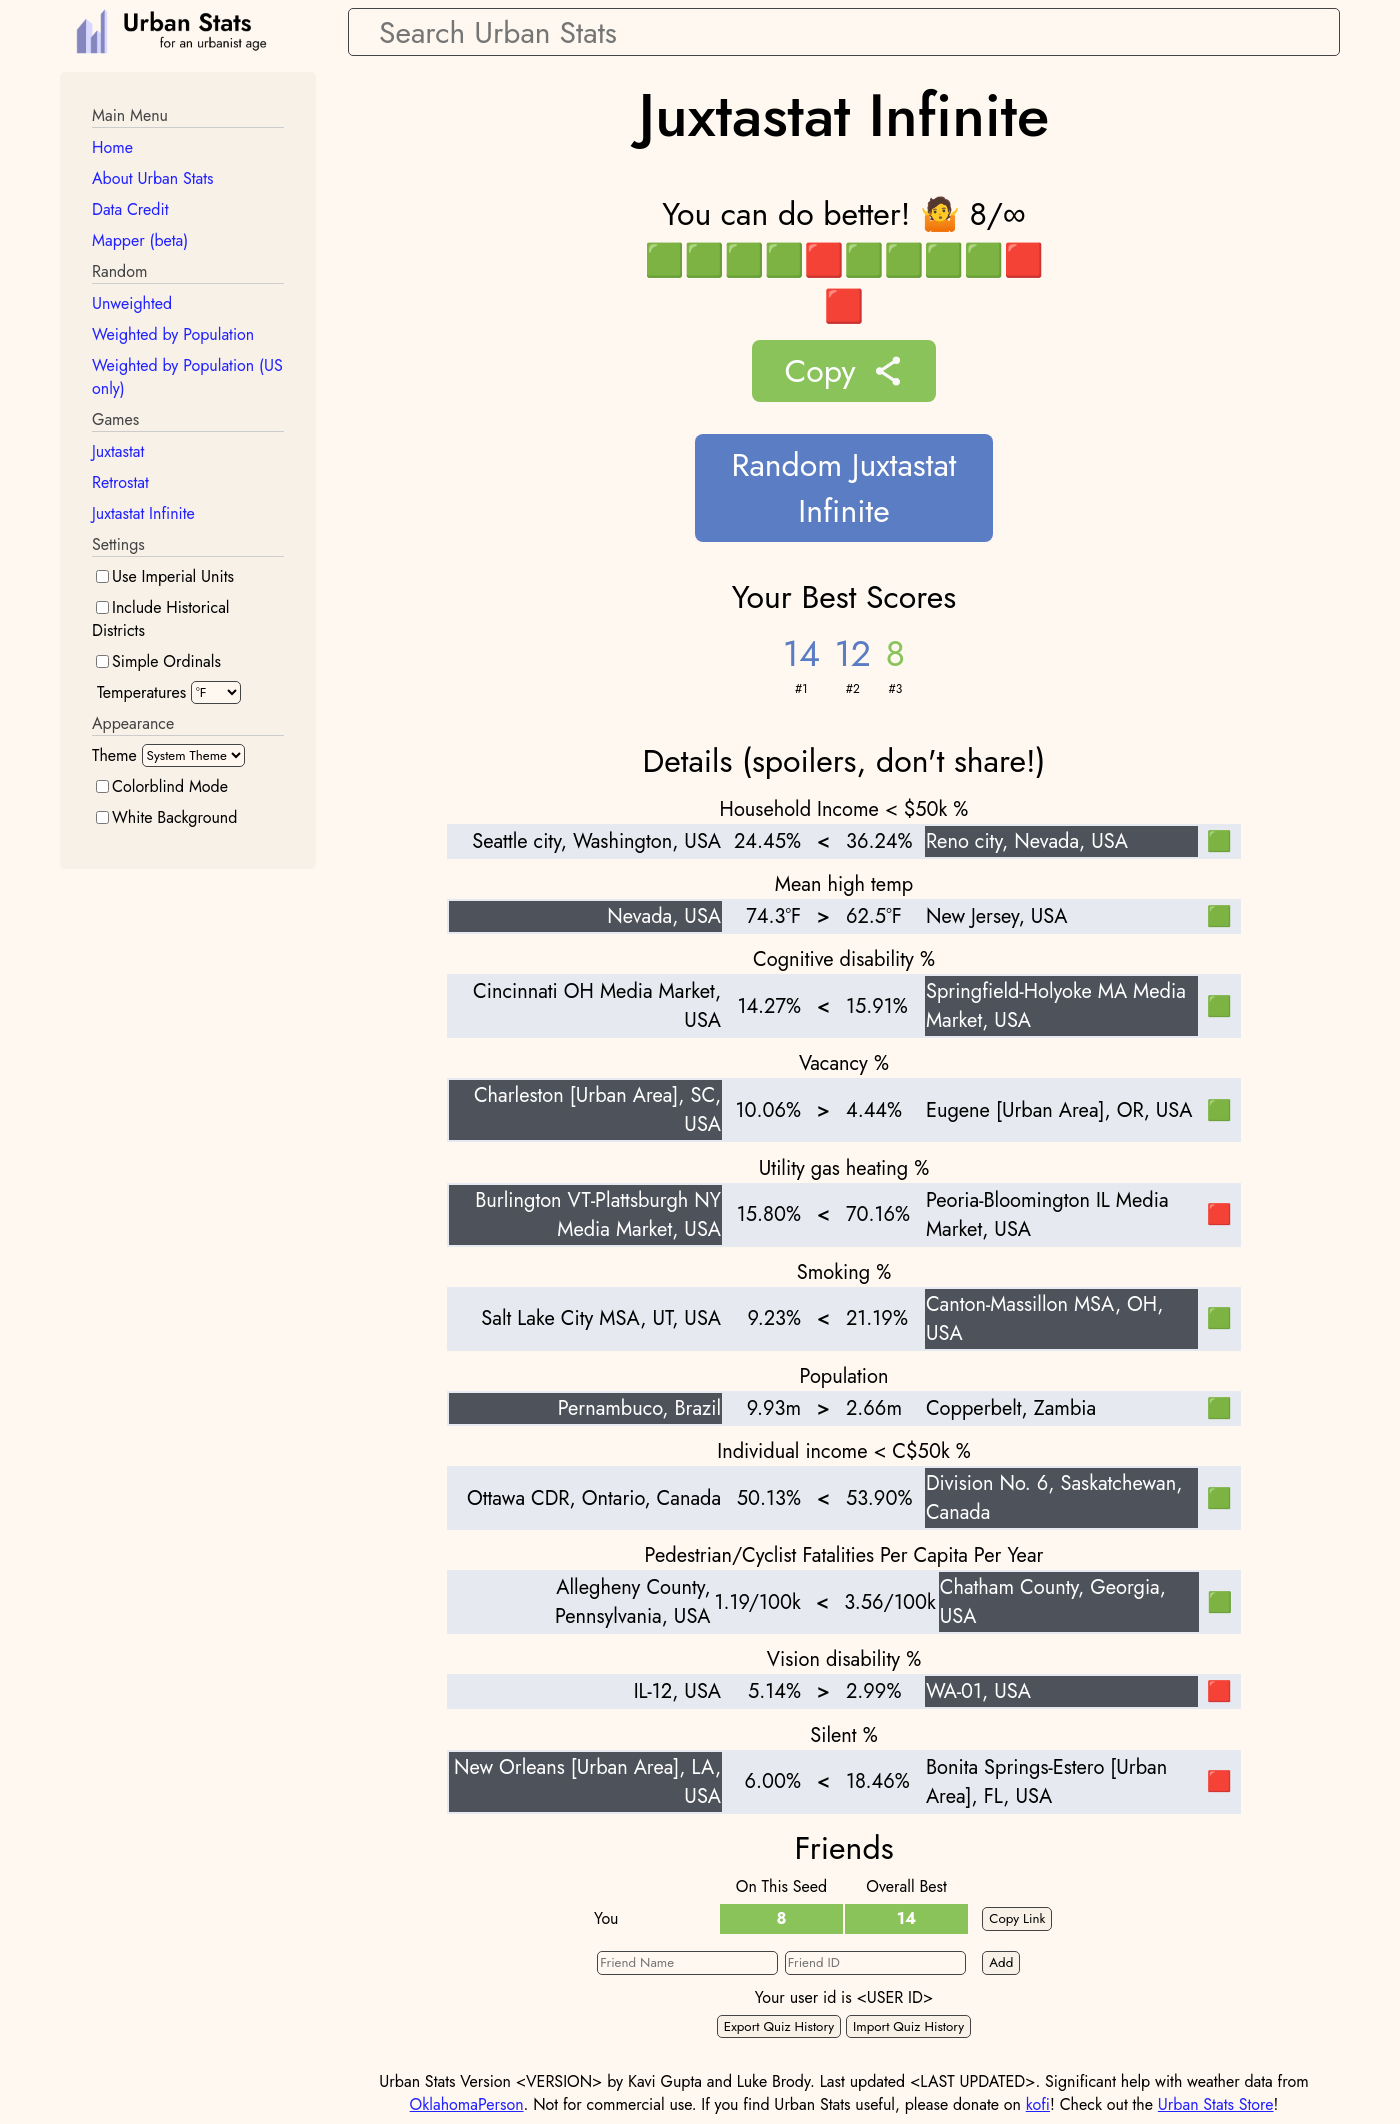 Urban Stats
for an urbanist age
Search Urban Stats
Main Menu
Home
About Urban Stats
Data Credit
Mapper (beta)
Random
Unweighted
Weighted by Population
Weighted by Population (US
only)
Games
Juxtastat
Retrostat
Juxtastat Infinite
Settings
Use Imperial Units
Include Historical
Districts
Simple Ordinals
Temperatures °F
Appearance
Theme System Theme
Colorblind Mode
White Background
Juxtastat Infinite
You can do better! 🤷 8/∞
🟩🟩🟩🟩🟥🟩🟩🟩🟩🟥
🟥
Copy
Random Juxtastat
Infinite
Your Best Scores
14 12 8
#1 #2 #3
Details (spoilers, don't share!)
Household Income < $50k %
Seattle city, Washington, USA 24.45% < 36.24% Reno city, Nevada, USA 🟩
Mean high temp
Nevada, USA 74.3°F > 62.5°F New Jersey, USA 🟩
Cognitive disability %
Cincinnati OH Media Market,
USA
14.27% < 15.91%
Springfield-Holyoke MA Media
Market, USA
🟩
Vacancy %
Charleston [Urban Area], SC,
USA
10.06% > 4.44% Eugene [Urban Area], OR, USA 🟩
Utility gas heating %
Burlington VT-Plattsburgh NY
Media Market, USA
15.80% < 70.16%
Peoria-Bloomington IL Media
Market, USA
🟥
Smoking %
Salt Lake City MSA, UT, USA 9.23% < 21.19%
Canton-Massillon MSA, OH,
USA
🟩
Population
Pernambuco, Brazil 9.93m > 2.66m Copperbelt, Zambia 🟩
Individual income < C$50k %
Ottawa CDR, Ontario, Canada 50.13% < 53.90%
Division No. 6, Saskatchewan,
Canada
🟩
Pedestrian/Cyclist Fatalities Per Capita Per Year
Allegheny County,
Pennsylvania, USA
1.19/100k < 3.56/100k
Chatham County, Georgia,
USA
🟩
Vision disability %
IL-12, USA 5.14% > 2.99% WA-01, USA 🟥
Silent %
New Orleans [Urban Area], LA,
USA
6.00% < 18.46%
Bonita Springs-Estero [Urban
Area], FL, USA
🟥
Friends
On This Seed Overall Best
You 8 14 Copy Link
Friend Name Friend ID Add
Your user id is <USER ID>
Export Quiz History Import Quiz History
Urban Stats Version <VERSION> by Kavi Gupta and Luke Brody. Last updated <LAST UPDATED>. Significant help with weather data from
OklahomaPerson. Not for commercial use. If you find Urban Stats useful, please donate on kofi! Check out the Urban Stats Store!